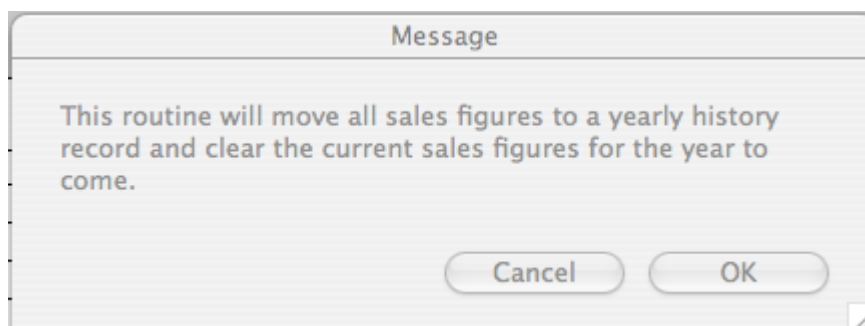 Message
This routine will move all sales figures to a yearly history
record and clear the current sales figures for the year to
come.
Cancel OK